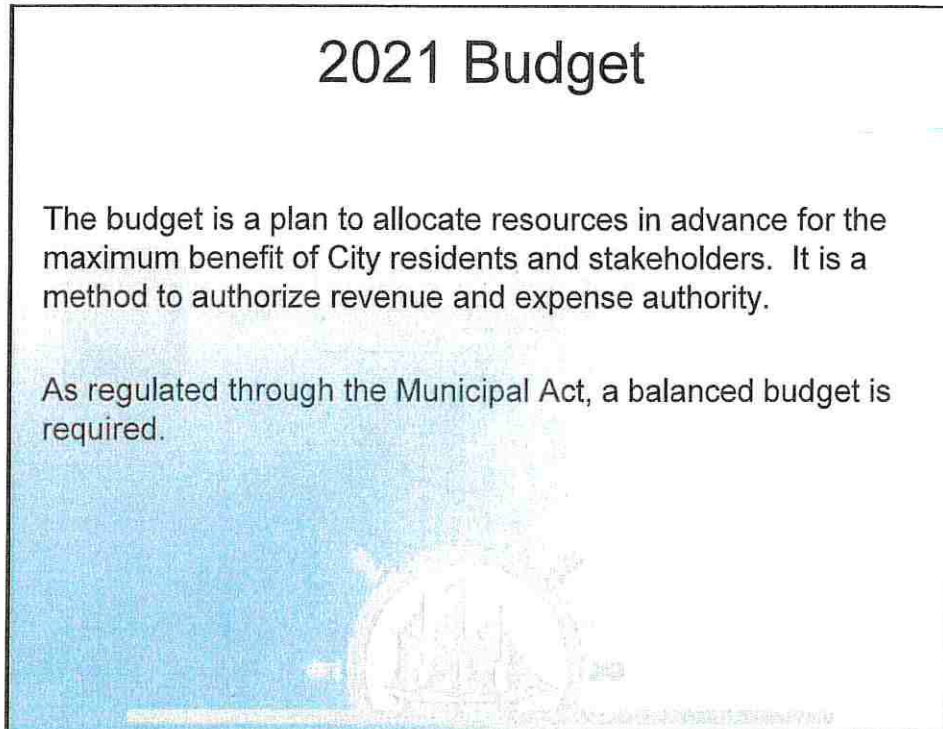 2021 Budget
The budget is a plan to allocate resources in advance for the
maximum benefit of City residents and stakeholders.  It is a
method to authorize revenue and expense authority.
As regulated through the Municipal Act, a balanced budget is
required.